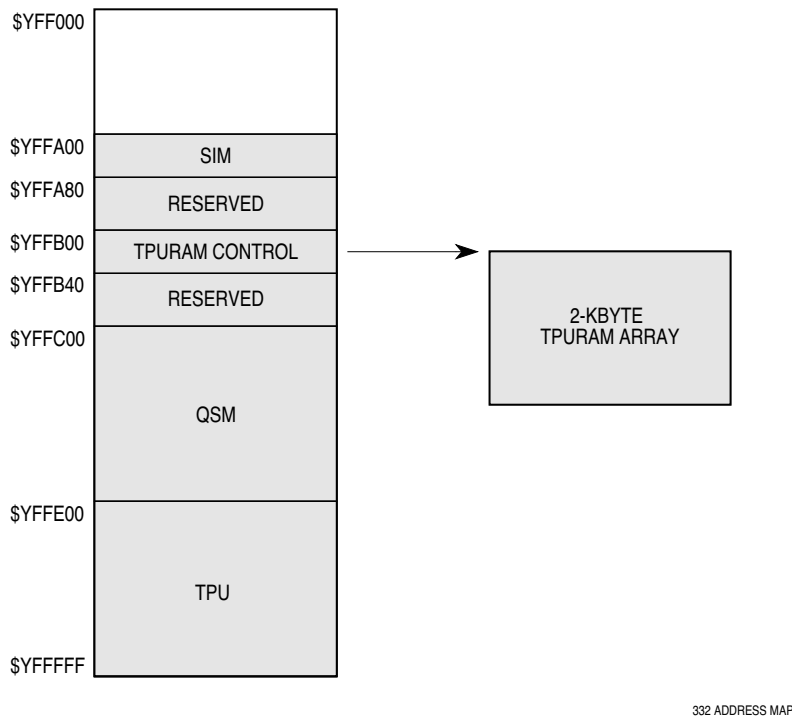 $YFF000
$YFFA00
SIM
$YFFA80
RESERVED
$YFFB00
TPURAM CONTROL
$YFFB40
RESERVED
2-KBYTE
TPURAM ARRAY
$YFFC00
QSM
$YFFE00
TPU
$YFFFFF
332 ADDRESS MAP